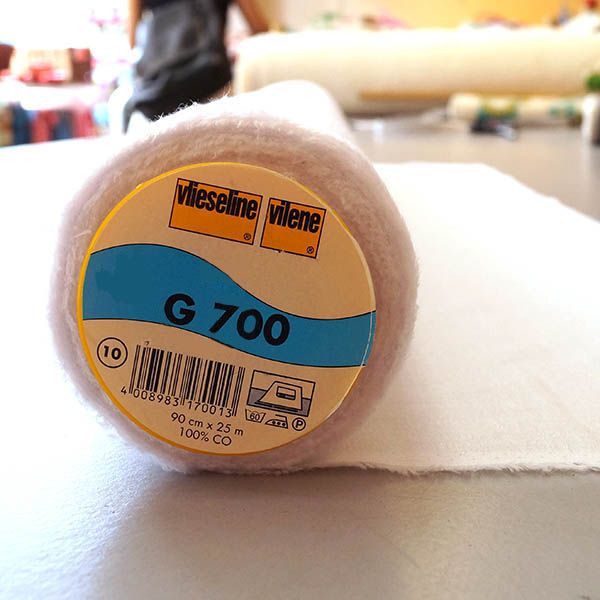 vlieseline vilene
® ®
G 700
10
4 008983 170013
90 cm x 25 m
100% CO
60 P